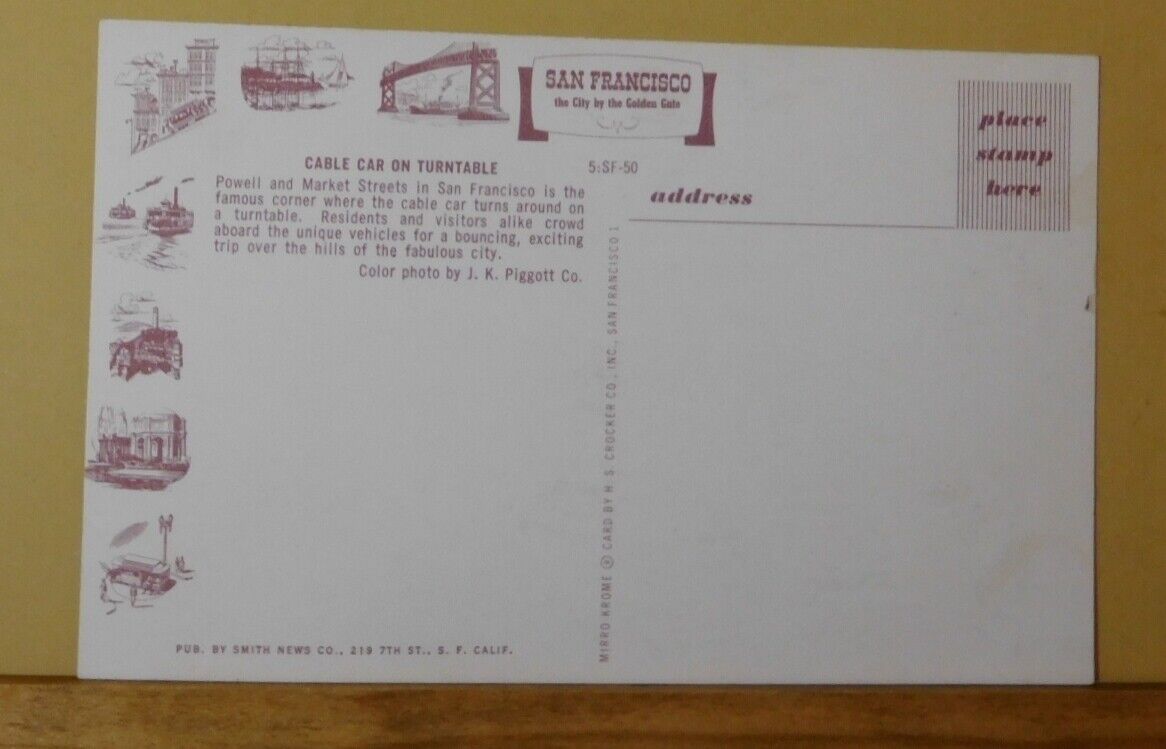 SAN FRANCISCO
the City by the Golden Gate
CABLE CAR ON TURNTABLE
5:SF-50
Powell and Market Streets in San Francisco is the
famous corner where the cable car turns around on
a turntable. Residents and visitors alike crowd
aboard the unique vehicles for a bouncing, exciting
trip over the hills of the fabulous city.
Color photo by J. K. Piggott Co.
place
stamp
here
address
MIRRO KROME ® CARD BY H. S. CROCKER CO., INC., SAN FRANCISCO 1
PUB. BY SMITH NEWS CO., 219 7TH ST., S. F. CALIF.